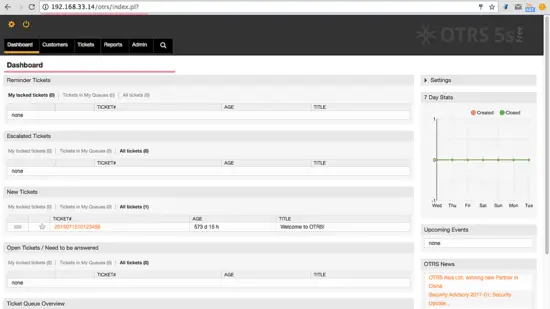 192.168.33.14/otrs/index.pl?
OTRS 5s free
Dashboard Customers Tickets Reports Admin
Dashboard
Reminder Tickets
My locked tickets (0) Tickets in My Queues (0) All tickets (0)
TICKET# AGE TITLE
none
Escalated Tickets
My locked tickets (0) Tickets in My Queues (0) All tickets (0)
TICKET# AGE TITLE
none
New Tickets
My locked tickets (0) Tickets in My Queues (0) All tickets (1)
TICKET# AGE TITLE
573 d 15 h Welcome to OTRS!
Open Tickets / Need to be answered
My locked tickets (0) Tickets in My Queues (0) All tickets (0)
TICKET# AGE TITLE
none
Ticket Queue Overview
Settings
7 Day Stats
Created Closed
1
0
-1
Wed Thu Fri Sat Sun Mon Tue
Upcoming Events
none
OTRS News
OTRS Asia Ltd. winning new Partner in
China
Security Advisory 2017-01: Security
Update...